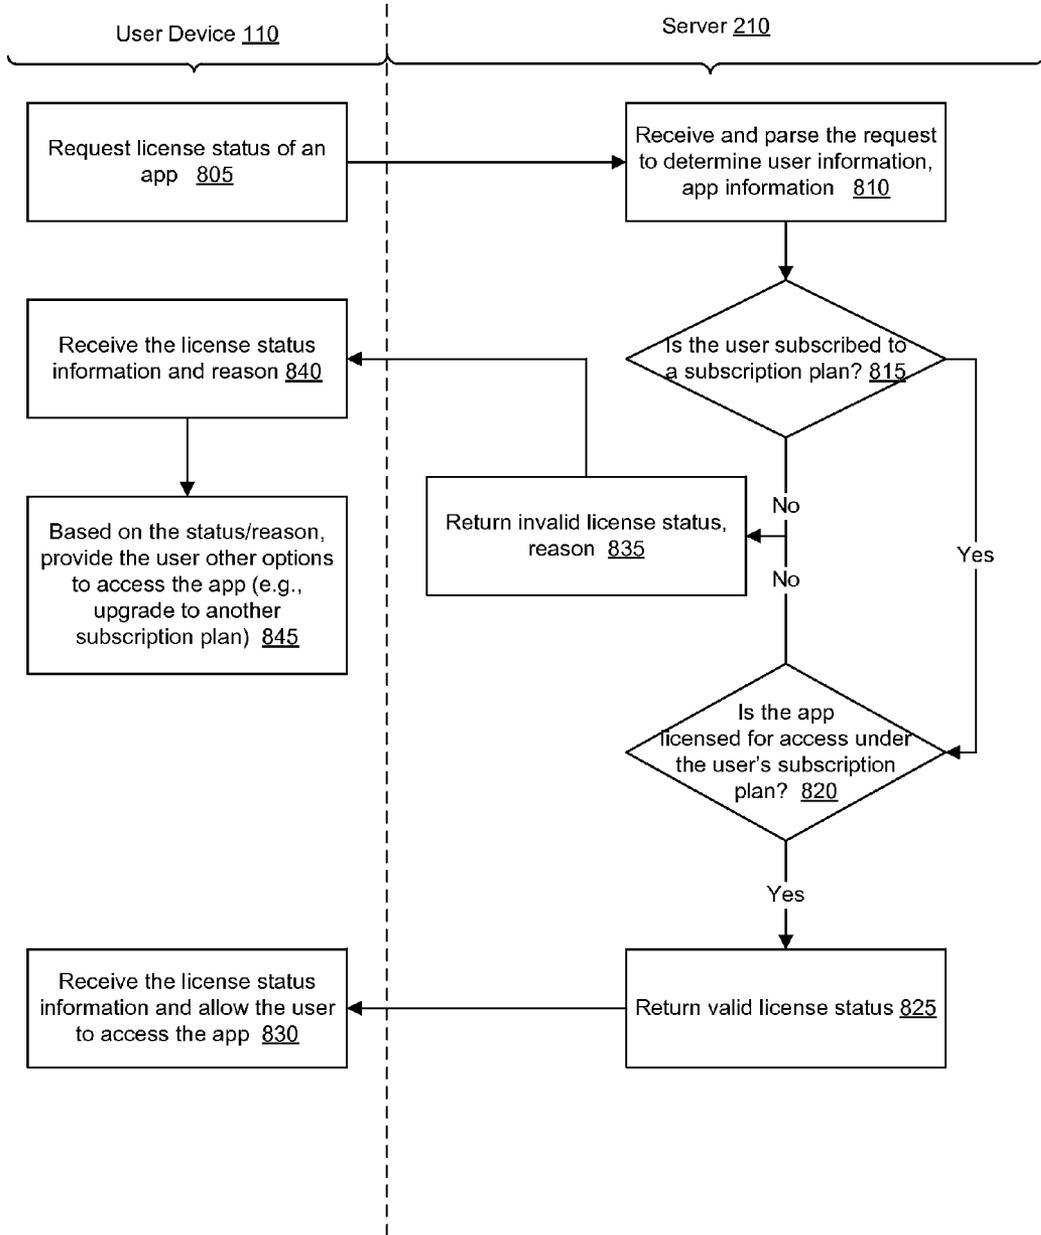 User Device 110
Server 210
Request license status of an
app 805
Receive and parse the request
to determine user information,
app information 810
Receive the license status
information and reason 840
Is the user subscribed to
a subscription plan? 815
Based on the status/reason,
provide the user other options
to access the app (e.g.,
upgrade to another
subscription plan) 845
Return invalid license status,
reason 835
No
No
Yes
Is the app
licensed for access under
the user's subscription
plan? 820
Yes
Receive the license status
information and allow the user
to access the app 830
Return valid license status 825